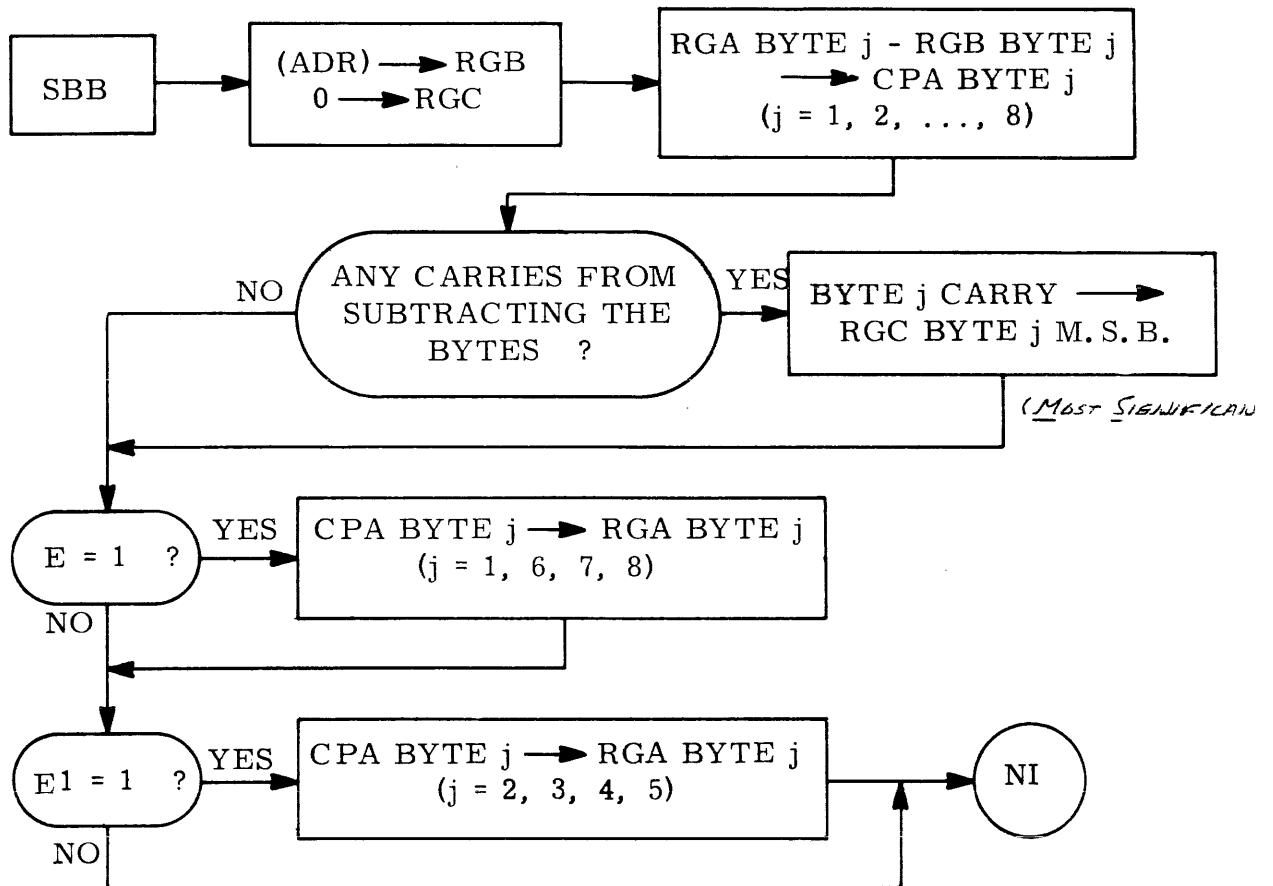 SBB
(ADR) → RGB
0 → RGC
RGA BYTE j - RGB BYTE j
→ CPA BYTE j
(j = 1, 2, ..., 8)
ANY CARRIES FROM
SUBTRACTING THE
BYTES ?
NO
YES
BYTE j CARRY →
RGC BYTE j M.S.B.
(MOST SIGNIFICAN
E = 1 ?
YES
CPA BYTE j → RGA BYTE j
(j = 1, 6, 7, 8)
NO
E1 = 1 ?
YES
CPA BYTE j → RGA BYTE j
(j = 2, 3, 4, 5)
NI
NO